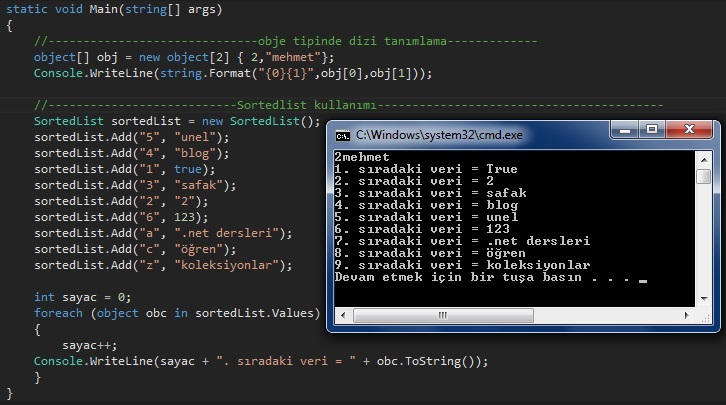 static void Main(string[] args)
{
//-----------------------------obje tipinde dizi tanımlama-------------
object[] obj = new object[2] { 2,"mehmet"};
Console.WriteLine(string.Format("{0}{1}",obj[0],obj[1]));
//--------------------------Sortedlist kullanımı---------------------------------------
SortedList sortedList = new SortedList();
sortedList.Add("5", "unel");
sortedList.Add("4", "blog");
sortedList.Add("1", true);
sortedList.Add("3", "safak");
sortedList.Add("2", "2");
sortedList.Add("6", 123);
sortedList.Add("a", ".net dersleri");
sortedList.Add("c", "öğren");
sortedList.Add("z", "koleksiyonlar");
int sayac = 0;
foreach (object obc in sortedList.Values)
{
sayac++;
Console.WriteLine(sayac + ". sıradaki veri = " + obc.ToString());
}
}
C:\Windows\system32\cmd.exe
2mehmet
1. sıradaki veri = True
2. sıradaki veri = 2
3. sıradaki veri = safak
4. sıradaki veri = blog
5. sıradaki veri = unel
6. sıradaki veri = 123
7. sıradaki veri = .net dersleri
8. sıradaki veri = öğren
9. sıradaki veri = koleksiyonlar
Devam etmek için bir tuşa basın . . .